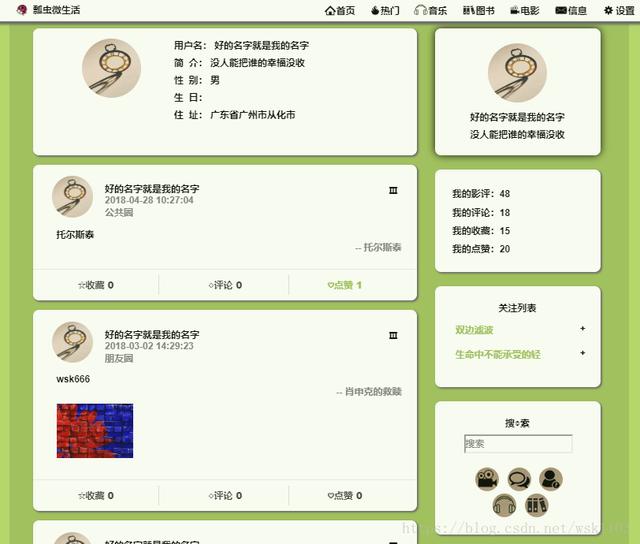 瓢虫微生活
首页
热门
音乐
图书
电影
信息
设置
用户名： 好的名字就是我的名字
简 介： 没人能把谁的幸福没收
性 别： 男
生 日：
住 址： 广东省广州市从化市
好的名字就是我的名字
2018-04-28 10:27:04
公共园
托尔斯泰
-- 托尔斯泰
☆收藏 0
○评论 0
♡点赞 1
好的名字就是我的名字
2018-03-02 14:29:23
朋友园
wsk666
-- 肖申克的救赎
☆收藏 0
○评论 0
♡点赞 0
好的名字就是我的名字
好的名字就是我的名字
没人能把谁的幸福没收
我的影评：48
我的评论：18
我的收藏：15
我的点赞：20
关注列表
双边滤波 +
生命中不能承受的轻 +
搜○索
搜索